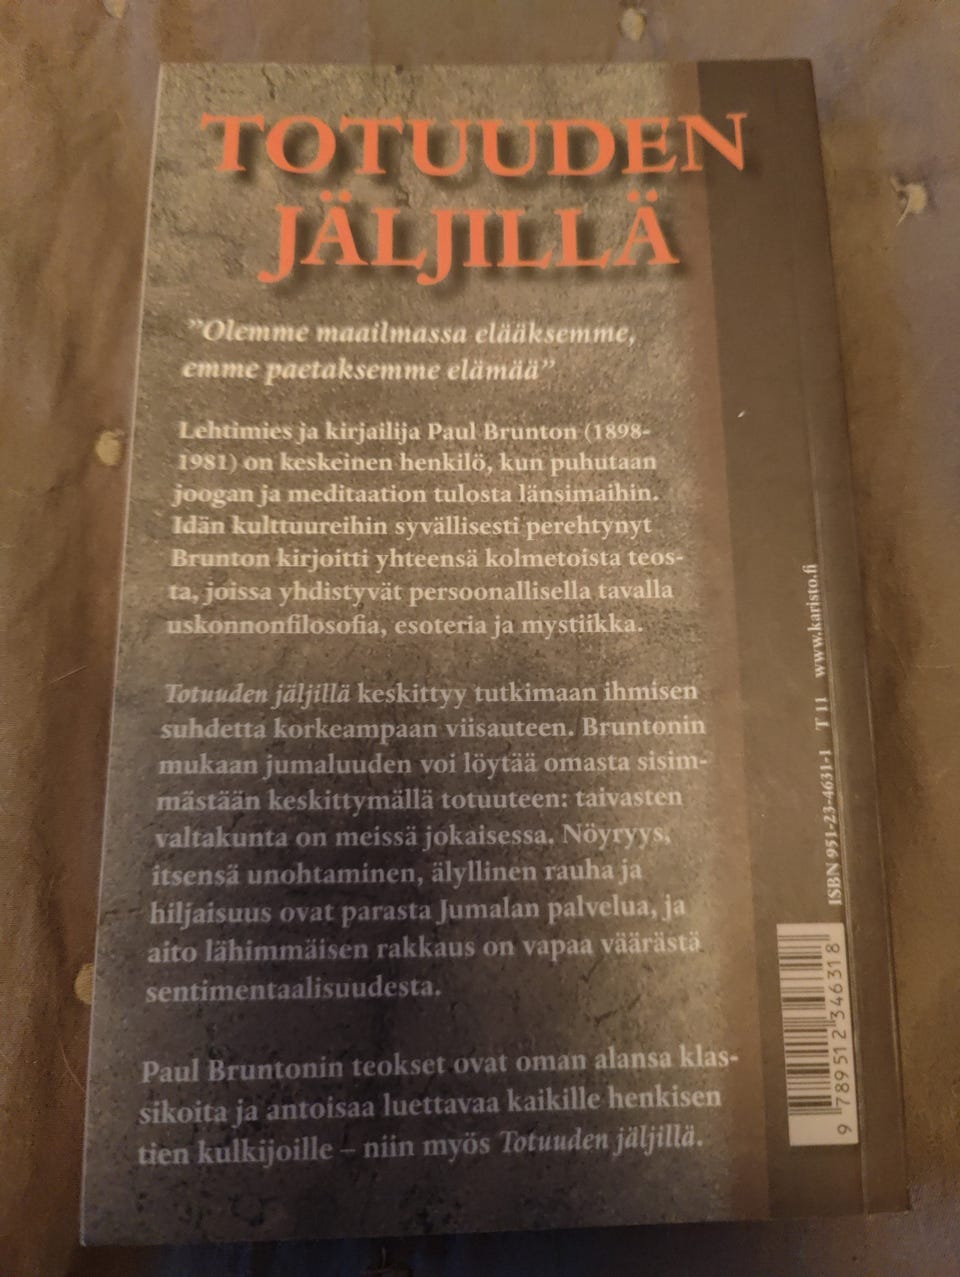 TOTUUDEN
JÄLJILLÄ
”Olemme maailmassa elääksemme,
emme paetaksemme elämää”
Lehtimies ja kirjailija Paul Brunton (1898-
1981) on keskeinen henkilö, kun puhutaan
joogan ja meditaation tulosta länsimaihin.
Idän kulttuureihin syvällisesti perehtynyt
Brunton kirjoitti yhteensä kolmetoista teos-
ta, joissa yhdistyvät persoonallisella tavalla
uskonnonfilosofia, esoteria ja mystiikka.
Totuuden jäljillä keskittyy tutkimaan ihmisen
suhdetta korkeampaan viisauteen. Bruntonin
mukaan jumaluuden voi löytää omasta sisim-
mästään keskittymällä totuuteen: taivasten
valtakunta on meissä jokaisessa. Nöyryys,
itsensä unohtaminen, älyllinen rauha ja
hiljaisuus ovat parasta Jumalan palvelua, ja
aito lähimmäisen rakkaus on vapaa väärästä
sentimentaalisuudesta.
Paul Bruntonin teokset ovat oman alansa klas-
sikoita ja antoisaa luettavaa kaikille henkisen
tien kulkijoille – niin myös Totuuden jäljillä.
ISBN 951-23-4631-1 T 11 www.karisto.fi
9 789512 346318